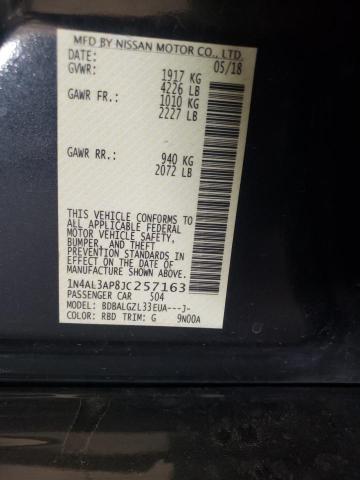 MFD BY NISSAN MOTOR CO., LTD.
DATE: 05/18
GVWR: 1917 KG
4226 LB
GAWR FR.: 1010 KG
2227 LB
GAWR RR.: 940 KG
2072 LB
THIS VEHICLE CONFORMS TO
ALL APPLICABLE FEDERAL
MOTOR VEHICLE SAFETY,
BUMPER, AND THEFT
PREVENTION STANDARDS IN
EFFECT ON THE DATE OF
MANUFACTURE SHOWN ABOVE.
1N4AL3AP8JC257163
PASSENGER CAR 504
MODEL: BDBALGZL33EUA---J-
COLOR: RBD TRIM: G 9N00A